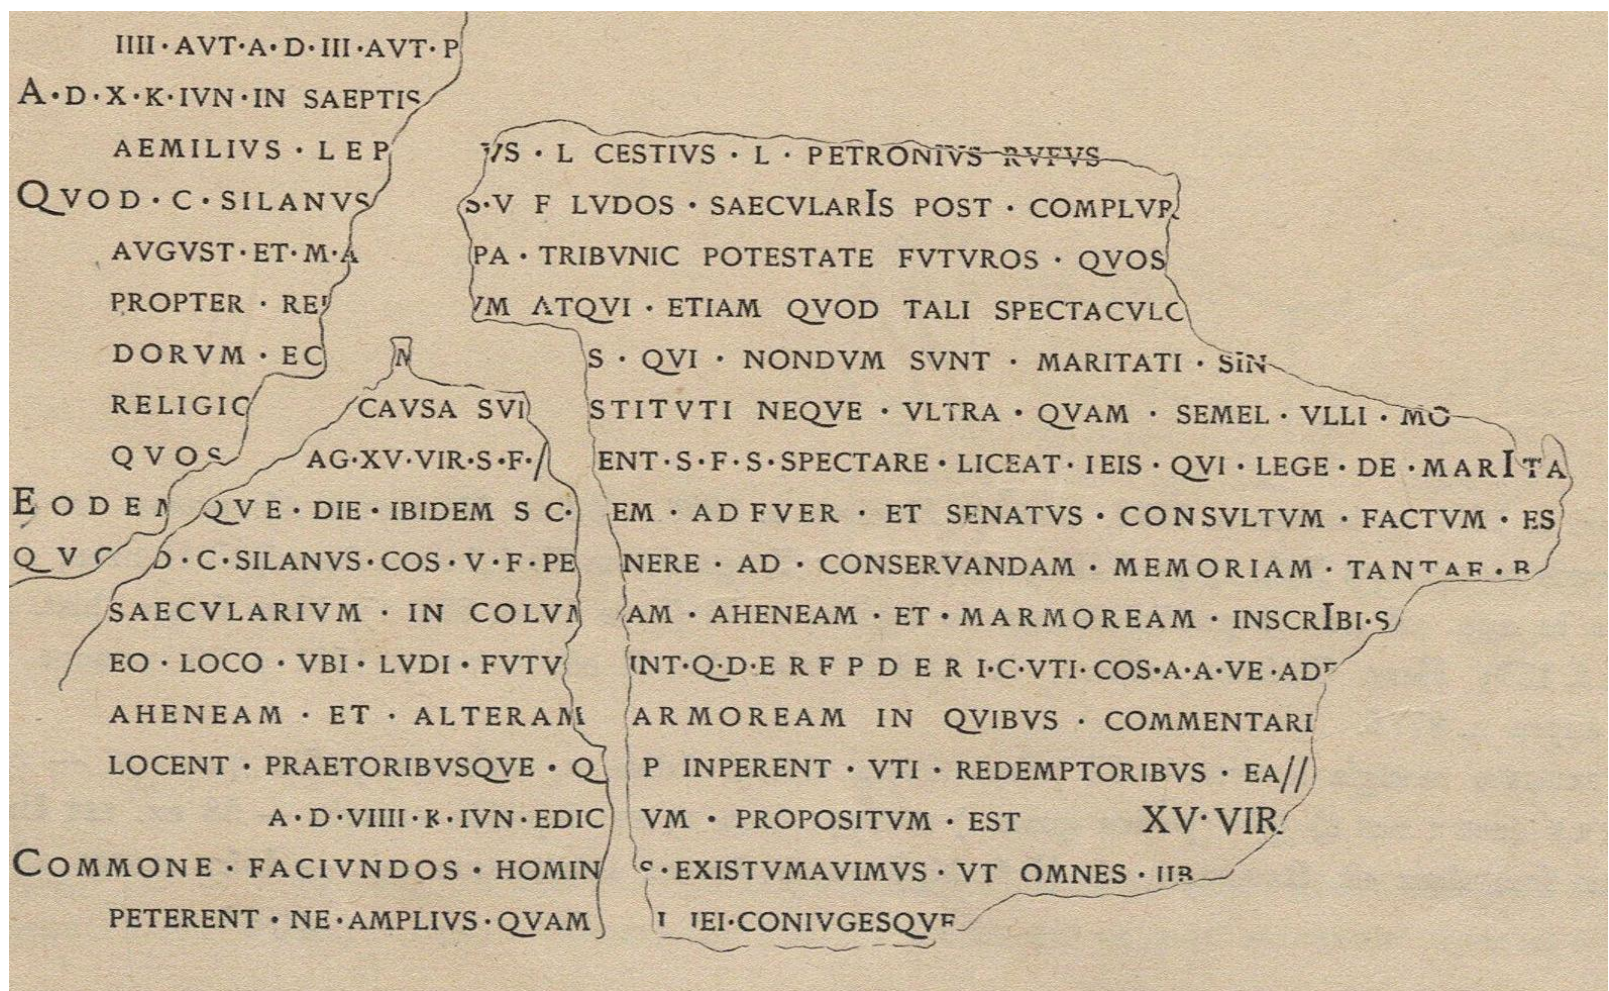 IIII·AVT·A·D·III·AVT·P
A·D·X·K·IVN·IN SAEPTIS
AEMILIVS · LEP VS · L CESTIVS · L · PETRONIVS RVFVS
QVOD · C · SILANVS S·V F LVDOS · SAECVLARIS POST · COMPLVR
AVGVST·ET·M·A PA · TRIBVNIC POTESTATE FVTVROS · QVOS
PROPTER · REL VM ATQVI · ETIAM QVOD TALI SPECTACVLO
DORVM · EC N S · QVI · NONDVM SVNT · MARITATI · SIN
RELIGIO CAVSA SVN STITVTI NEQVE · VLTRA · QVAM · SEMEL · VLLI · MO
QVOS AG·XV·VIR·S·F·/ ENT·S·F·S·SPECTARE·LICEAT·IEIS·QVI·LEGE·DE·MARITA
EODEM QVE·DIE·IBIDEM S C· EM · ADFVER · ET SENATVS · CONSVLTVM · FACTVM · ES
QVO D·C·SILANVS·COS·V·F·PE NERE · AD · CONSERVANDAM · MEMORIAM · TANTAE · B
SAECVLARIVM · IN COLVM AM · AHENEAM · ET · MARMOREAM · INSCRIBI·S
EO · LOCO · VBI · LVDI · FVTV INT·Q·D·E R F P D E R I·C·VTI·COS·A·A·VE·ADE
AHENEAM · ET · ALTERAM ARMOREAM IN QVIBVS · COMMENTARI
LOCENT · PRAETORIBVSQVE · Q P INPERENT · VTI · REDEMPTORIBVS · EA//
A·D·VIIII·K·IVN·EDIC VM · PROPOSITVM · EST XV·VIR
COMMONE · FACIVNDOS · HOMIN S·EXISTVMAVIMVS · VT OMNES · IIB
PETERENT · NE·AMPLIVS·QVAM I IEI·CONIVGESQVE